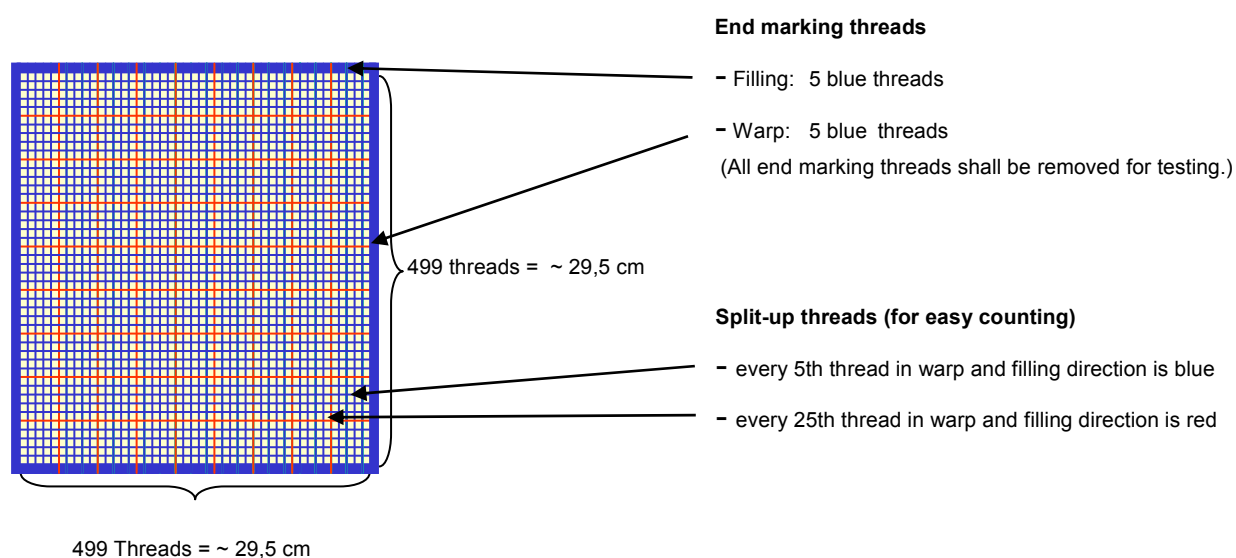 End marking threads
- Filling: 5 blue threads
- Warp: 5 blue threads
(All end marking threads shall be removed for testing.)
499 threads = ~ 29,5 cm
Split-up threads (for easy counting)
- every 5th thread in warp and filling direction is blue
- every 25th thread in warp and filling direction is red
499 Threads = ~ 29,5 cm